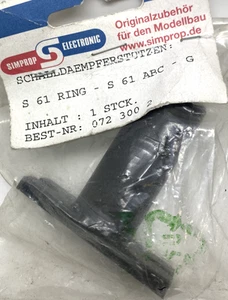 SIMPROP ELECTRONIC
Originalzubehör
für den Modellbau
www.simprop.de
SCHALLDAEMPFERSTUTZEN:
S 61 RING - S 61 ARC - G
INHALT : 1 STCK.
BEST-NR: 072 300 2